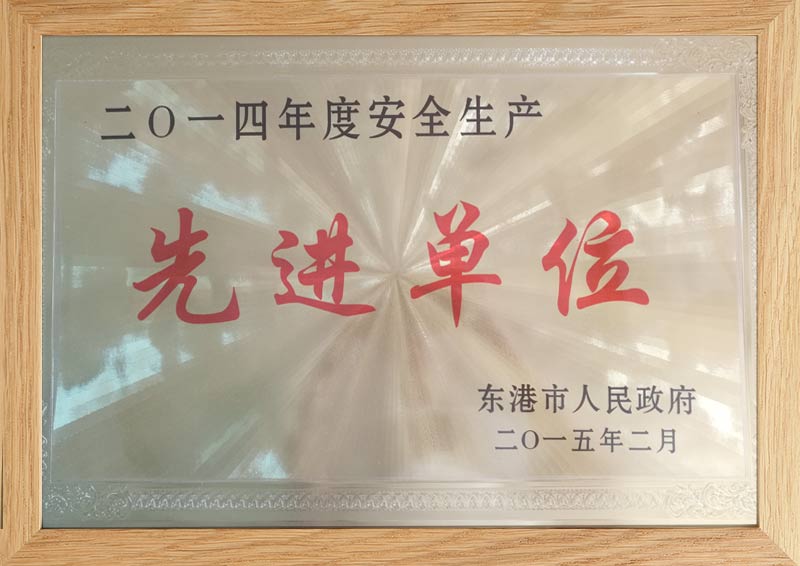 二〇一四年度安全生产
先进单位
东港市人民政府
二〇一五年二月